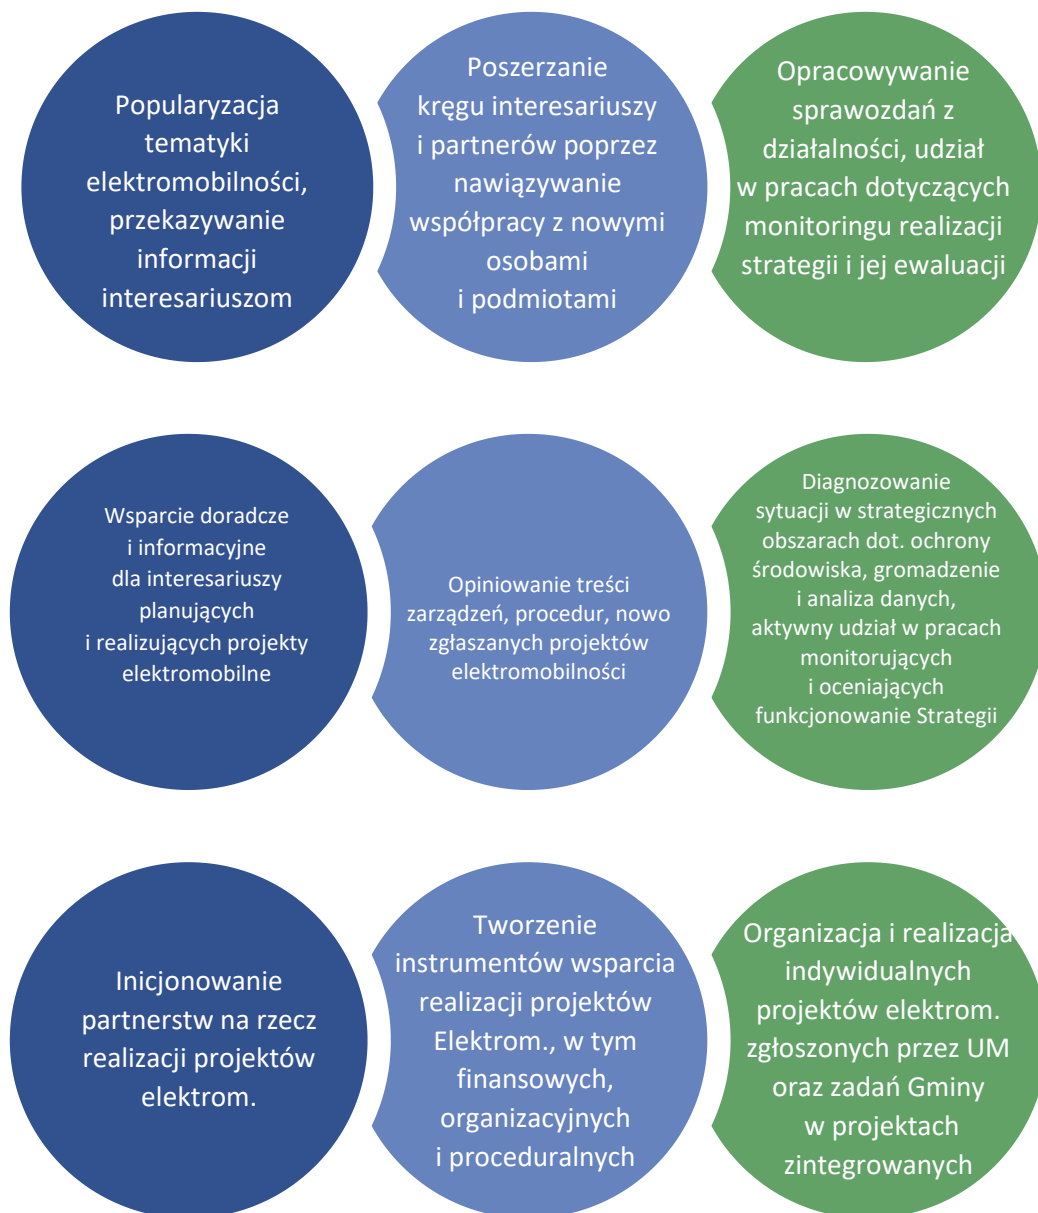 Popularyzacja
tematyki
elektromobilności,
przekazywanie
informacji
interesariuszom
Poszerzanie
kręgu interesariuszy
i partnerów poprzez
nawiązywanie
współpracy z nowymi
osobami
i podmiotami
Opracowywanie
sprawozdań z
działalności, udział
w pracach dotyczących
monitoringu realizacji
strategii i jej ewaluacji
Wsparcie doradcze
i informacyjne
dla interesariuszy
planujących
i realizujących projekty
elektromobilne
Opiniowanie treści
zarządzeń, procedur, nowo
zgłaszanych projektów
elektromobilności
Diagnozowanie
sytuacji w strategicznych
obszarach dot. ochrony
środowiska, gromadzenie
i analiza danych,
aktywny udział w pracach
monitorujących
i oceniających
funkcjonowanie Strategii
Inicjonowanie
partnerstw na rzecz
realizacji projektów
elektrom.
Tworzenie
instrumentów wsparcia
realizacji projektów
Elektrom., w tym
finansowych,
organizacyjnych
i proceduralnych
Organizacja i realizacja
indywidualnych
projektów elektrom.
zgłoszonych przez UM
oraz zadań Gminy
w projektach
zintegrowanych